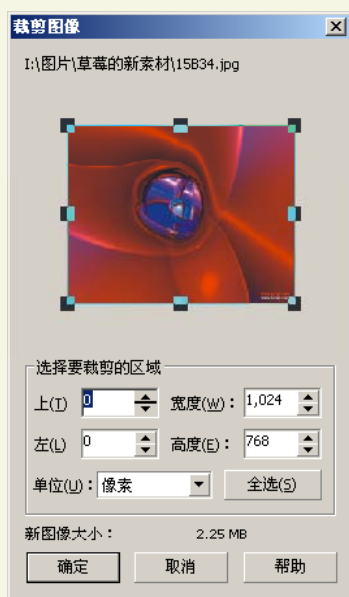 裁剪图像
I:\图片\草莓的新素材\15B34.jpg
选择要裁剪的区域
上(T) 0 宽度(W): 1,024
左(L) 0 高度(E): 768
单位(U): 像素 全选(S)
新图像大小: 2.25 MB
确定 取消 帮助